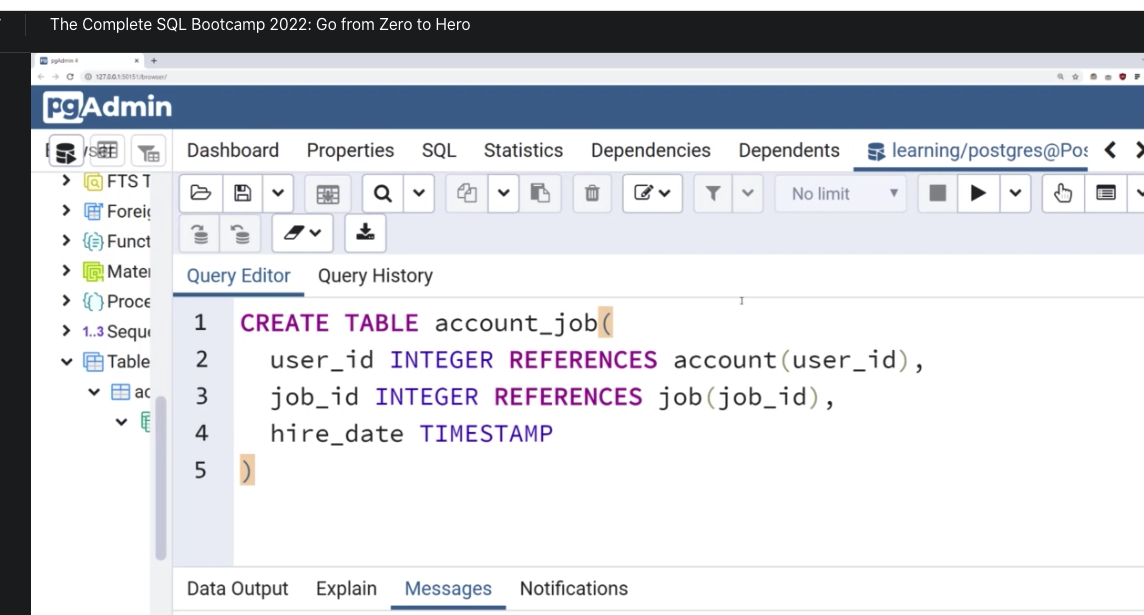 The Complete SQL Bootcamp 2022: Go from Zero to Hero
pgAdmin 4
127.0.0.1:50151/browser/
pgAdmin
Dashboard Properties SQL Statistics Dependencies Dependents learning/postgres@Pos
FTS T
No limit
Foreig
Funct
Mater
Query Editor Query History
Proce
1..3 Seque
Table
ac
1 CREATE TABLE account_job(
2 user_id INTEGER REFERENCES account(user_id),
3 job_id INTEGER REFERENCES job(job_id),
4 hire_date TIMESTAMP
5 )
Data Output Explain Messages Notifications